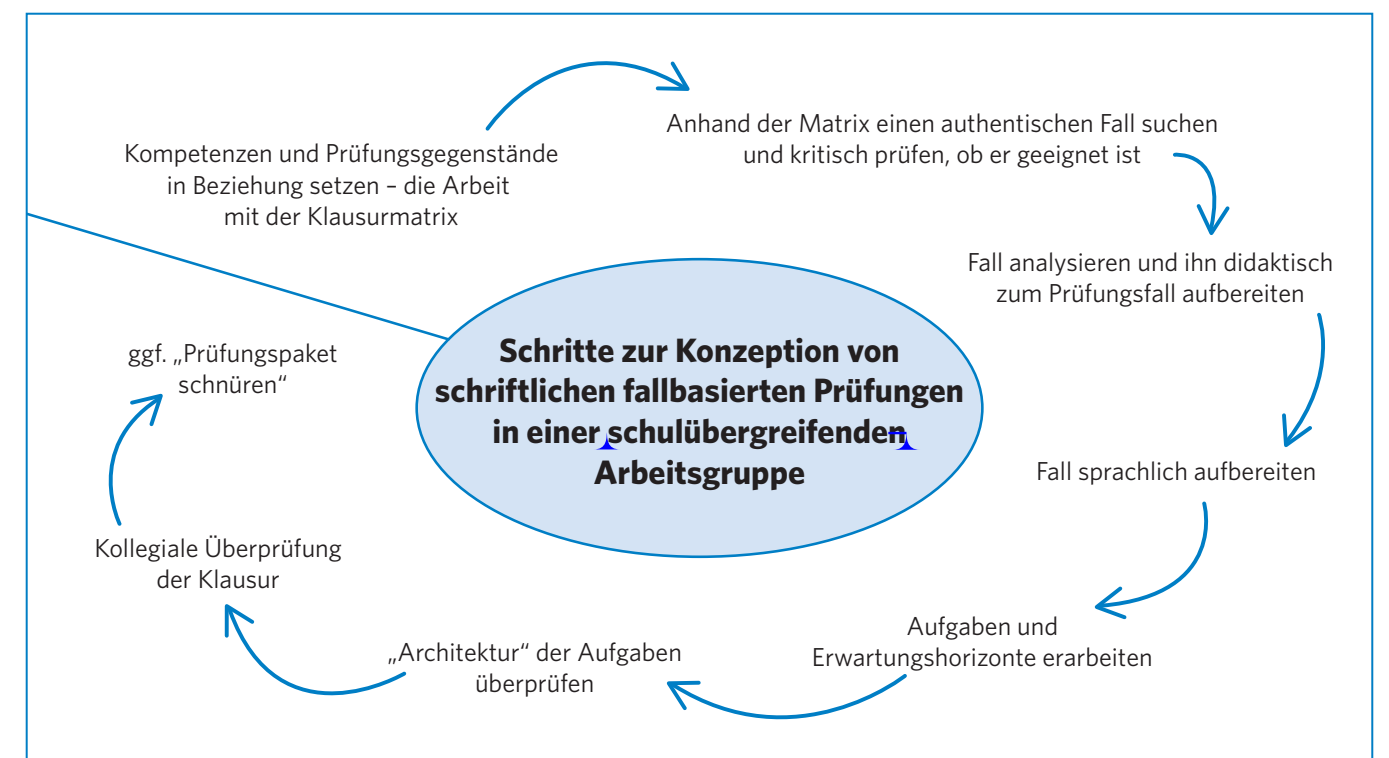 Kompetenzen und Prüfungsgegenstände
in Beziehung setzen – die Arbeit
mit der Klausurmatrix
Anhand der Matrix einen authentischen Fall suchen
und kritisch prüfen, ob er geeignet ist
Fall analysieren und ihn didaktisch
zum Prüfungsfall aufbereiten
Fall sprachlich aufbereiten
Aufgaben und
Erwartungshorizonte erarbeiten
„Architektur“ der Aufgaben
überprüfen
Kollegiale Überprüfung
der Klausur
ggf. „Prüfungspaket
schnüren“
Schritte zur Konzeption von
schriftlichen fallbasierten Prüfungen
in einer schulübergreifenden
Arbeitsgruppe